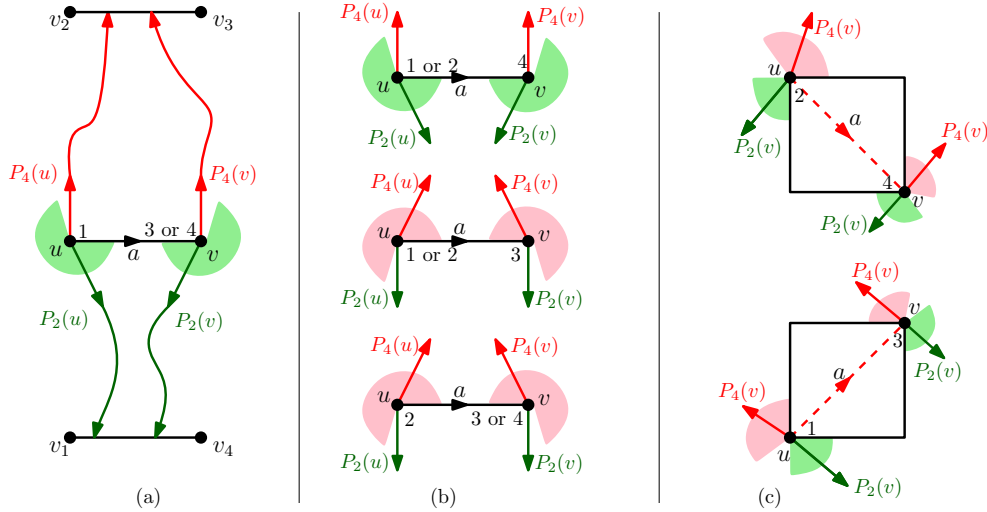 v₂ v₃
P₄(u) P₄(v)
1 3 or 4
u a v
P₂(u) P₂(v)
v₁ v₄
(a)
P₄(u) P₄(v)
1 or 2 4
u a v
P₂(u) P₂(v)
P₄(u) P₄(v)
u a v
1 or 2 3
P₂(u) P₂(v)
P₄(u) P₄(v)
u a v
2 3 or 4
P₂(u) P₂(v)
(b)
P₄(v)
u
2
a
P₂(v)
P₄(v)
4
v
P₂(v)
P₄(v)
v
3
P₂(v)
a
P₄(v)
1
u
P₂(v)
(c)